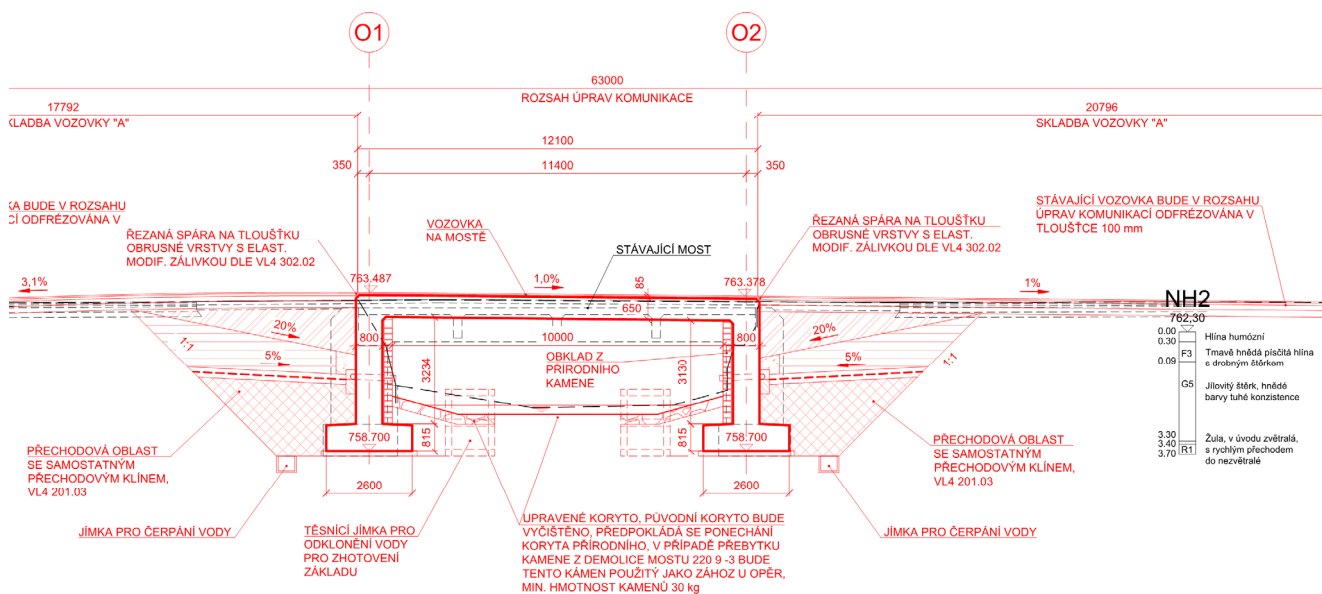 O1
O2
63000
ROZSAH ÚPRAV KOMUNIKACE
17792
SKLADBA VOZOVKY "A"
20796
SKLADBA VOZOVKY "A"
12100
350
11400
350
KA BUDE V ROZSAHU
CÍ ODFRÉZOVÁNA V
ŘEZANÁ SPÁRA NA TLOUŠŤKU
OBRUSNÉ VRSTVY S ELAST.
MODIF. ZÁLIVKOU DLE VL4 302.02
VOZOVKA
NA MOSTĚ
STÁVAJÍCÍ MOST
ŘEZANÁ SPÁRA NA TLOUŠŤKU
OBRUSNÉ VRSTVY S ELAST.
MODIF. ZÁLIVKOU DLE VL4 302.02
STÁVAJÍCÍ VOZOVKA BUDE V ROZSAHU
ÚPRAV KOMUNIKACÍ ODFRÉZOVÁNA V
TLOUŠŤCE 100 mm
3,1%
763.487
1,0%
85
763.378
1%
650
NH2
762,30
0.00
0.30
0.09
3.30
3.40
3.70
F3
G5
R1
Hlína humózní
Tmavě hnědá písčitá hlína
s drobným štěrkem
Jílovitý štěrk, hnědé
barvy tuhé konzistence
Žula, v úvodu zvětralá,
s rychlým přechodem
do nezvětralé
20%
1:1
5%
800
10000
800
20%
1:1
5%
OBKLAD Z
PŘÍRODNÍHO
KAMENE
3234
3130
758.700
815
815
758.700
2600
2600
PŘECHODOVÁ OBLAST
SE SAMOSTATNÝM
PŘECHODOVÝM KLÍNEM,
VL4 201.03
PŘECHODOVÁ OBLAST
SE SAMOSTATNÝM
PŘECHODOVÝM KLÍNEM,
VL4 201.03
JÍMKA PRO ČERPÁNÍ VODY
TĚSNÍCÍ JÍMKA PRO
ODKLONĚNÍ VODY
PRO ZHOTOVENÍ
ZÁKLADU
UPRAVENÉ KORYTO, PŮVODNÍ KORYTO BUDE
VYČIŠTĚNO, PŘEDPOKLÁDÁ SE PONECHÁNÍ
KORYTA PŘÍRODNÍHO, V PŘÍPADĚ PŘEBYTKU
KAMENE Z DEMOLICE MOSTU 220 9 -3 BUDE
TENTO KÁMEN POUŽITÝ JAKO ZÁHOZ U OPĚR,
MIN. HMOTNOST KAMENŮ 30 kg
JÍMKA PRO ČERPÁNÍ VODY